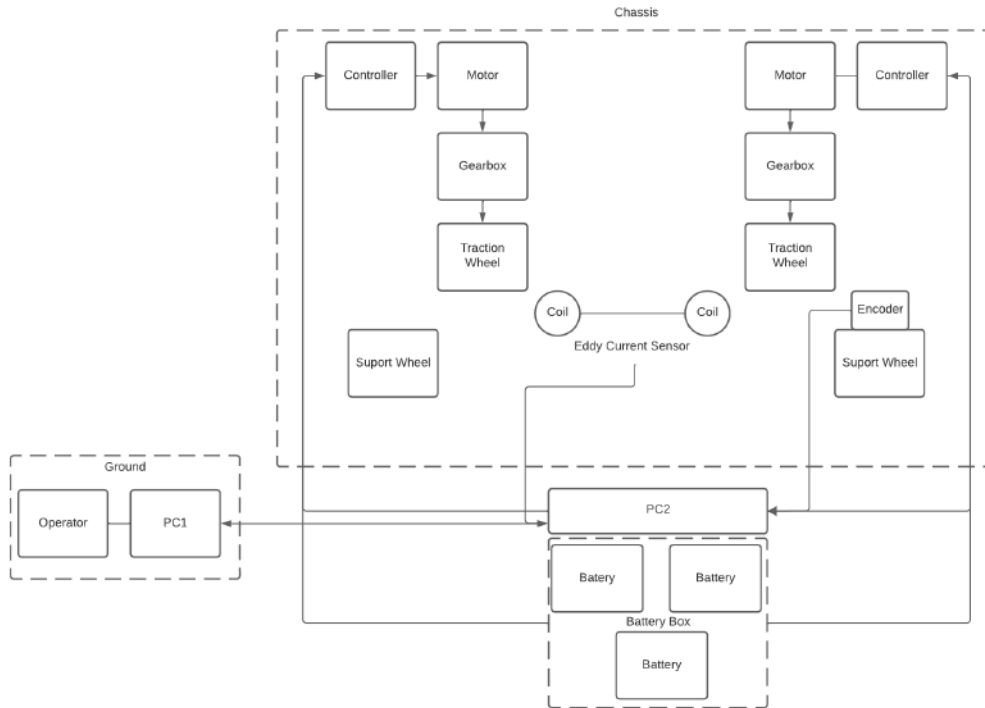 Chassis
Controller
Motor
Motor
Controller
Gearbox
Gearbox
Traction
Wheel
Traction
Wheel
Coil
Coil
Encoder
Eddy Current Sensor
Suport Wheel
Suport Wheel
Ground
Operator
PC1
PC2
Batery
Battery
Battery Box
Battery